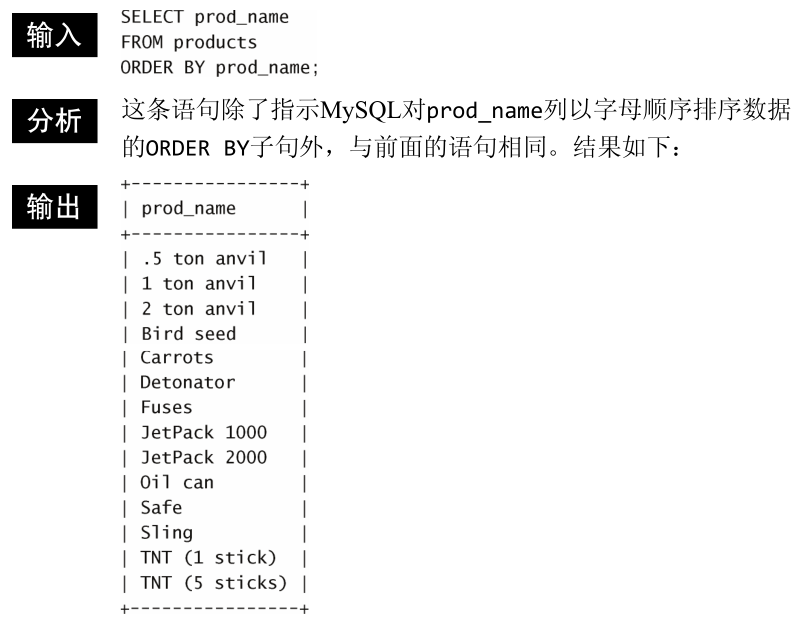 输入
SELECT prod_name
FROM products
ORDER BY prod_name;
分析
这条语句除了指示MySQL对prod_name列以字母顺序排序数据
的ORDER BY子句外，与前面的语句相同。结果如下：
输出
+----------------+
| prod_name      |
+----------------+
| .5 ton anvil   |
| 1 ton anvil    |
| 2 ton anvil    |
| Bird seed      |
| Carrots        |
| Detonator      |
| Fuses          |
| JetPack 1000   |
| JetPack 2000   |
| Oil can        |
| Safe           |
| Sling          |
| TNT (1 stick)  |
| TNT (5 sticks) |
+----------------+